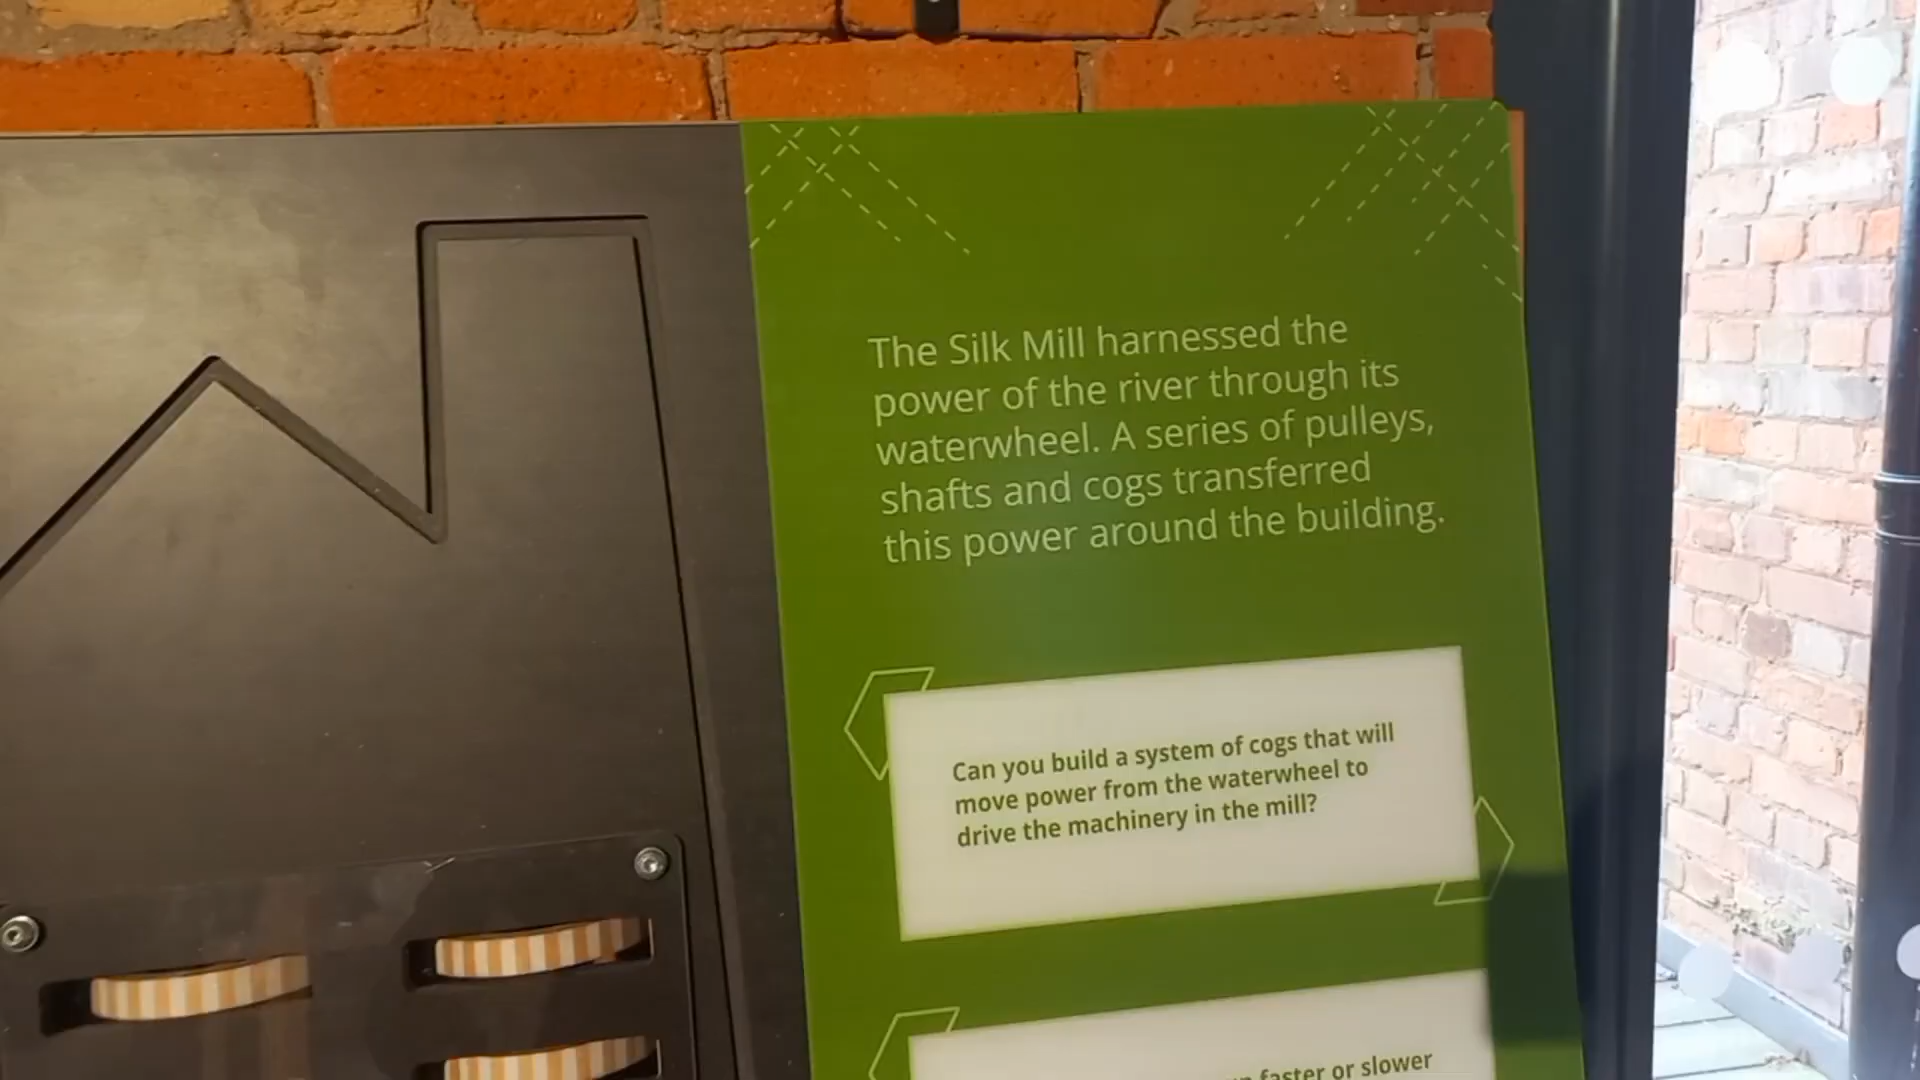 The Silk Mill harnessed the
power of the river through its
waterwheel. A series of pulleys,
shafts and cogs transferred
this power around the building.
Can you build a system of cogs that will
move power from the waterwheel to
drive the machinery in the mill?
faster or slower